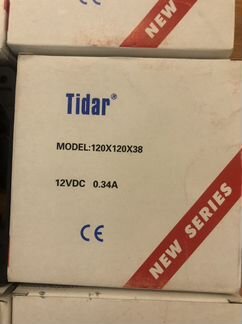 NEW
Tidar®
MODEL:120X120X38
12VDC 0.34A
CE
NEW SERIES